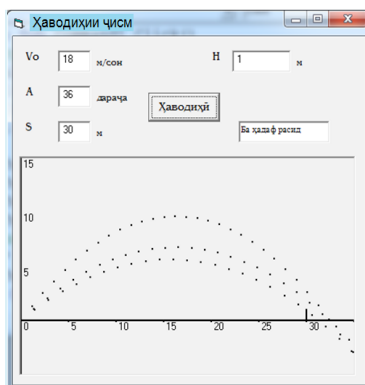 Ҳаводиҳии ҷисм
Vo 18 м/сон H 1 м
A 36 дараҷа
Ҳаводиҳӣ
S 30 м Ба ҳадаф расид
15
10
5
0 5 10 15 20 25 30